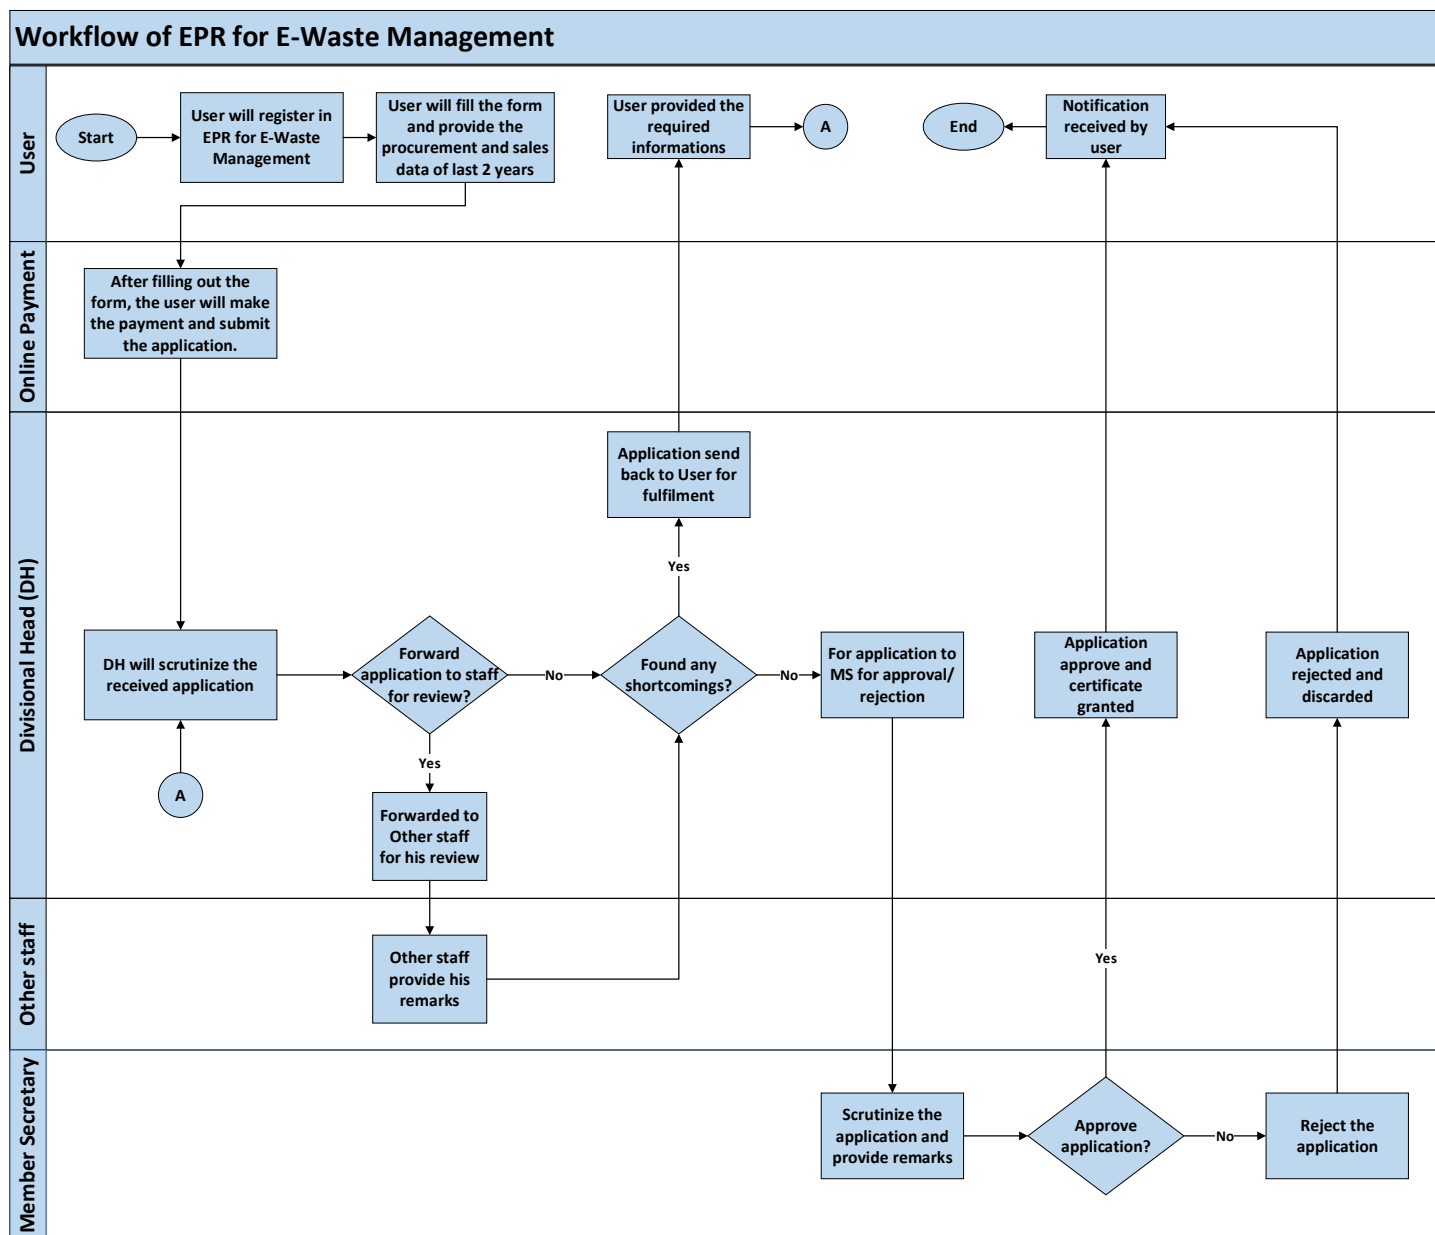 Workflow of EPR for E-Waste Management
User
Start
User will register in
EPR for E-Waste
Management
User will fill the form
and provide the
procurement and sales
data of last 2 years
User provided the
required
informations
A
End
Notification
received by
user
Online Payment
After filling out the
form, the user will make
the payment and submit
the application.
Divisional Head (DH)
Application send
back to User for
fulfilment
Yes
DH will scrutinize the
received application
Forward
application to staff
for review?
No
Found any
shortcomings?
No
For application to
MS for approval/
rejection
Application
approve and
certificate
granted
Application
rejected and
discarded
Yes
A
Forwarded to
Other staff
for his review
Other staff
Other staff
provide his
remarks
Yes
Member Secretary
Scrutinize the
application and
provide remarks
Approve
application?
No
Reject the
application